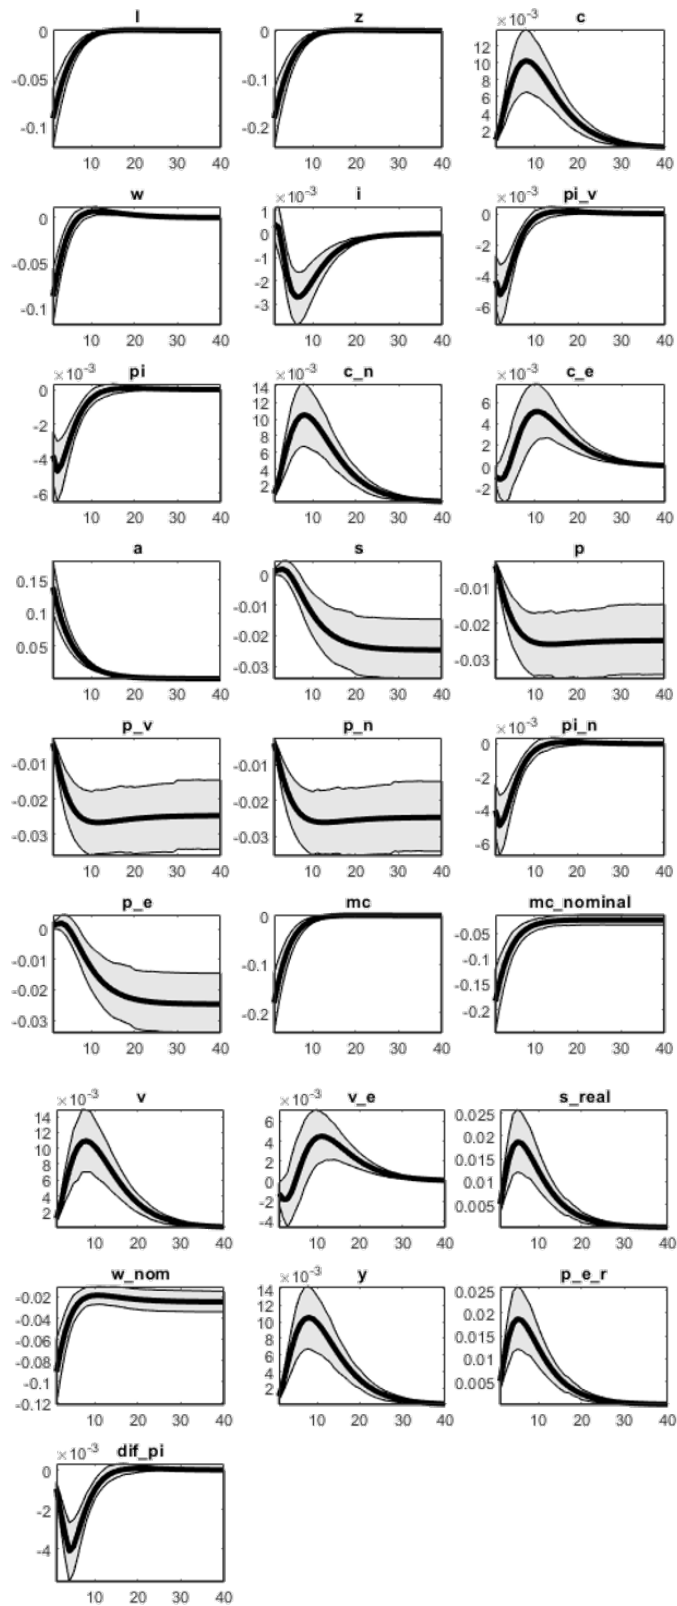 l
0
-0.05
-0.1
10 20 30 40
z
0
-0.1
-0.2
10 20 30 40
×10⁻³ c
12
10
8
6
4
2
10 20 30 40
w
0
-0.05
-0.1
10 20 30 40
×10⁻³ i
1
0
-1
-2
-3
10 20 30 40
×10⁻³ pi_v
0
-2
-4
-6
10 20 30 40
×10⁻³ pi
0
-2
-4
-6
10 20 30 40
×10⁻³ c_n
14
12
10
8
6
4
2
10 20 30 40
×10⁻³ c_e
6
4
2
0
-2
10 20 30 40
a
0.15
0.1
0.05
10 20 30 40
s
0
-0.01
-0.02
-0.03
10 20 30 40
p
-0.01
-0.02
-0.03
10 20 30 40
p_v
-0.01
-0.02
-0.03
10 20 30 40
p_n
-0.01
-0.02
-0.03
10 20 30 40
×10⁻³ pi_n
0
-2
-4
-6
10 20 30 40
p_e
0
-0.01
-0.02
-0.03
10 20 30 40
mc
0
-0.1
-0.2
10 20 30 40
mc_nominal
-0.05
-0.1
-0.15
-0.2
10 20 30 40
×10⁻³ v
14
12
10
8
6
4
2
10 20 30 40
×10⁻³ v_e
6
4
2
0
-2
-4
10 20 30 40
s_real
0.025
0.02
0.015
0.01
0.005
10 20 30 40
w_nom
-0.02
-0.04
-0.06
-0.08
-0.1
-0.12
10 20 30 40
×10⁻³ y
14
12
10
8
6
4
2
10 20 30 40
p_e_r
0.025
0.02
0.015
0.01
0.005
10 20 30 40
×10⁻³ dif_pi
0
-2
-4
10 20 30 40